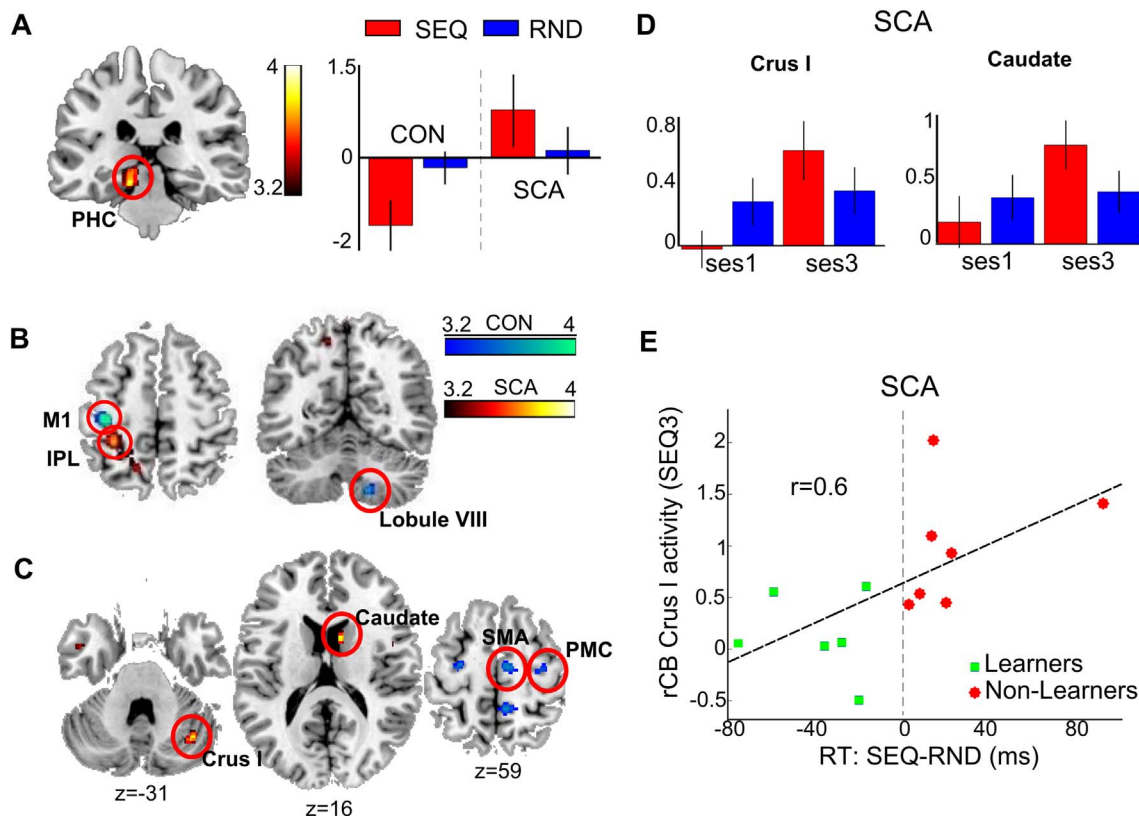 A
4
3.2
PHC
SEQ RND
1.5
0
-2
CON
SCA
D
SCA
Crus I
0.8
0.4
0
ses1 ses3
Caudate
1
0.5
0
ses1 ses3
B
M1
IPL
Lobule VIII
3.2 CON 4
3.2 SCA 4
C
Crus I
z=-31
Caudate
z=16
SMA
PMC
z=59
E
SCA
rCB Crus I activity (SEQ3)
2
1.5
1
0.5
0
-0.5
r=0.6
Learners
Non-Learners
-80 -40 0 40 80
RT: SEQ-RND (ms)